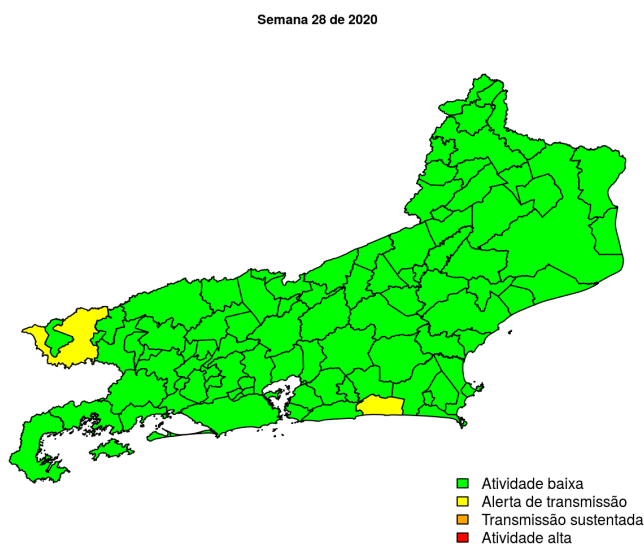 Semana 28 de 2020
Atividade baixa
Alerta de transmissão
Transmissão sustentada
Atividade alta